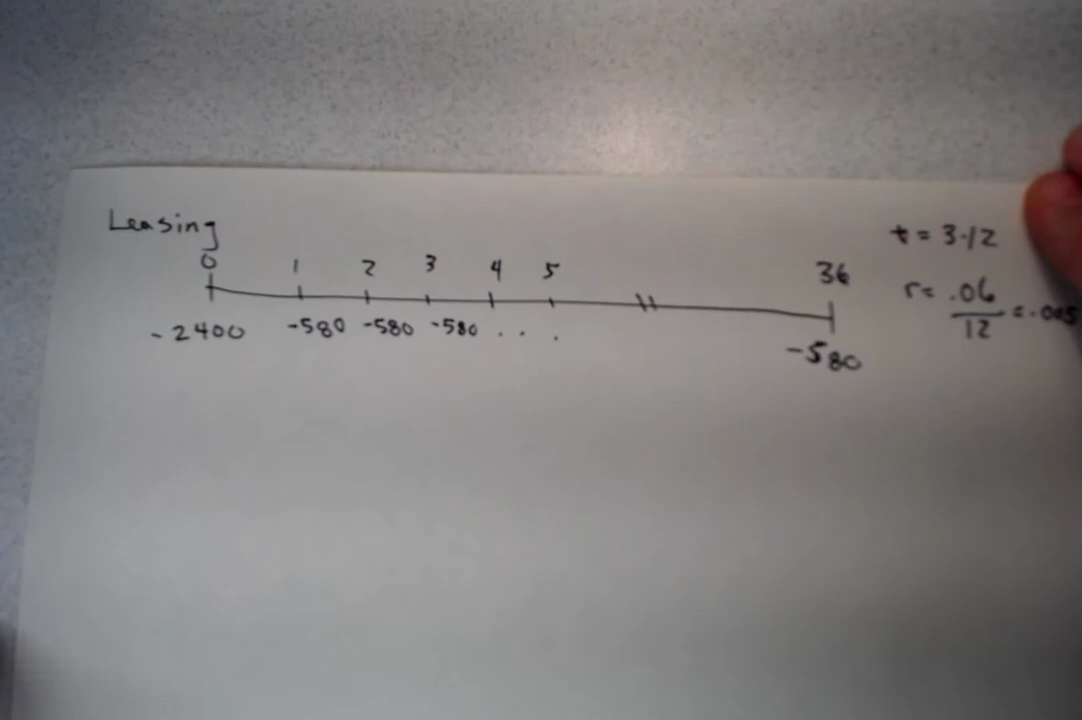 Leasing
0 1 2 3 4 5 36
-2400 -580 -580 -580 . . . -580
t = 3·12
r = .06/12 = .005